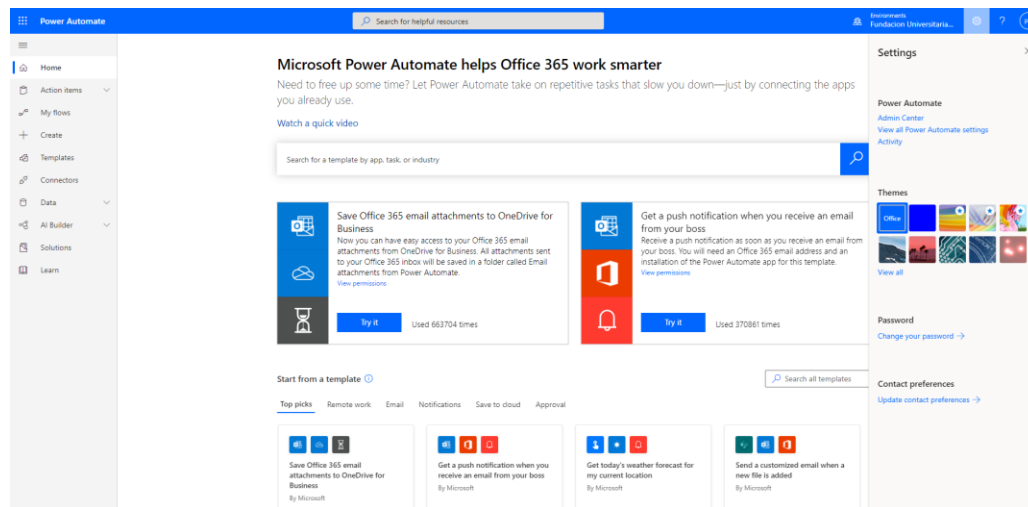 Power Automate
Search for helpful resources
Environments
Fundacion Universitaria...
?
Home
Action items
My flows
Create
Templates
Connectors
Data
AI Builder
Solutions
Learn
Microsoft Power Automate helps Office 365 work smarter
Need to free up some time? Let Power Automate take on repetitive tasks that slow you down—just by connecting the apps
you already use.
Watch a quick video
Search for a template by app, task, or industry
Save Office 365 email attachments to OneDrive for
Business
Now you can have easy access to your Office 365 email
attachments from OneDrive for Business. All attachments sent
to your Office 365 inbox will be saved in a folder called Email
attachments from Power Automate.
View permissions
Try it
Used 663704 times
Get a push notification when you receive an email
from your boss
Receive a push notification as soon as you receive an email from
your boss. You will need an Office 365 email address and an
installation of the Power Automate app for this template.
View permissions
Try it
Used 370861 times
Start from a template
Search all templates
Top picks
Remote work
Email
Notifications
Save to cloud
Approval
Save Office 365 email
attachments to OneDrive for
Business
By Microsoft
Get a push notification when you
receive an email from your boss
By Microsoft
Get today's weather forecast for
my current location
By Microsoft
Send a customized email when a
new file is added
By Microsoft
Settings
Power Automate
Admin Center
View all Power Automate settings
Activity
Themes
Office
View all
Password
Change your password →
Contact preferences
Update contact preferences →